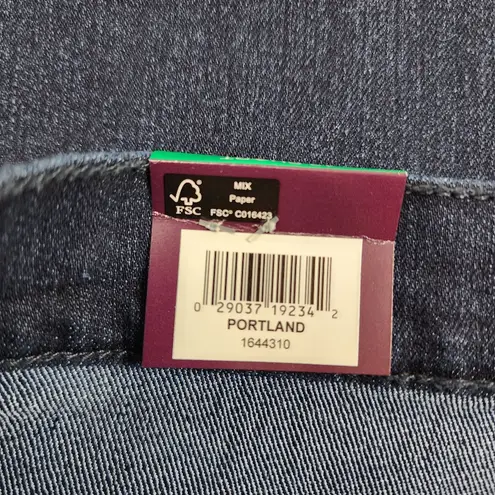 MIX
Paper
FSC FSC® C016423
0 29037 19234 2
PORTLAND
1644310